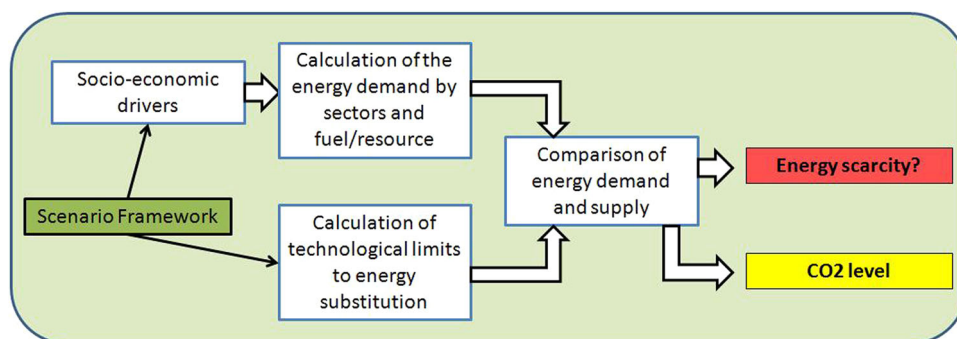 Socio-economic
drivers
Calculation of the
energy demand by
sectors and
fuel/resource
Scenario Framework
Calculation of
technological limits
to energy
substitution
Comparison of
energy demand
and supply
Energy scarcity?
CO2 level